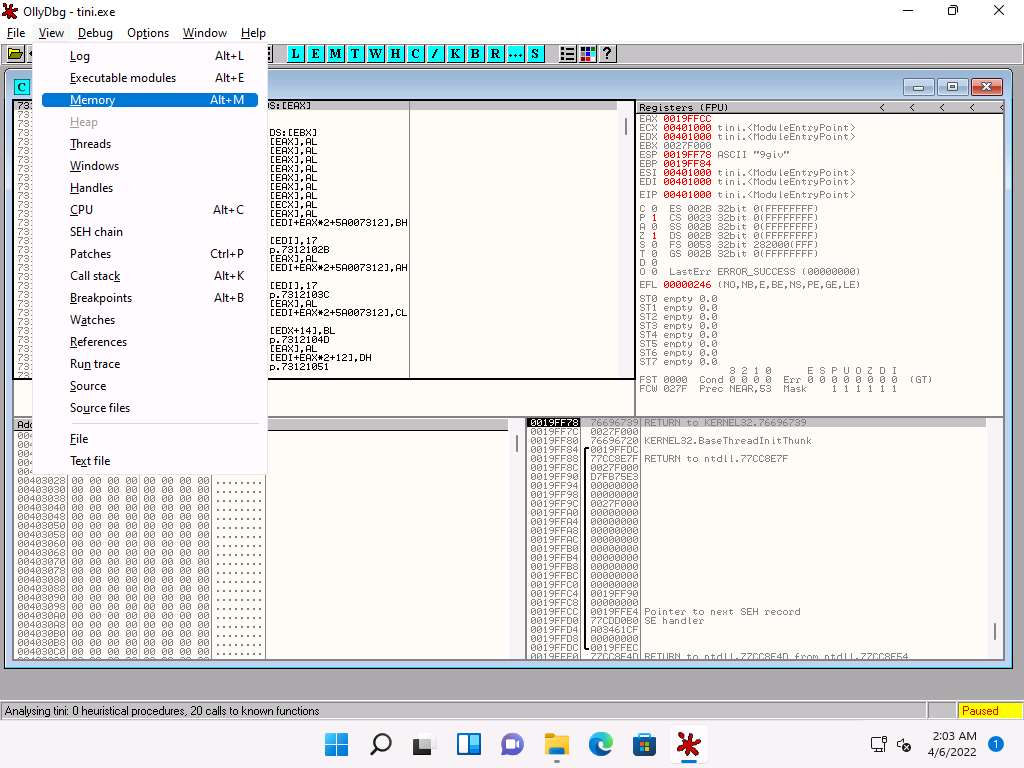 OllyDbg - tini.exe
File View Debug Options Window Help
L E M T W H C / K B R ... S ?
Log Alt+L
Executable modules Alt+E
Memory Alt+M
Heap
Threads
Windows
Handles
CPU Alt+C
SEH chain
Patches Ctrl+P
Call stack Alt+K
Breakpoints Alt+B
Watches
References
Run trace
Source
Source files
File
Text file
C
DS:[EAX]
DS:[EBX]
[EAX],AL
[EAX],AL
[EAX],AL
[EAX],AL
[EAX],AL
[EAX],AL
[EAX],AL
[ECX],AL
[EAX],AL
[EDI+EAX*2+5A007312],BH
[EDI],17
p.7312102B
[EAX],AL
[EDI+EAX*2+5A007312],AH
[EDI],17
p.7312103C
[EAX],AL
[EDI+EAX*2+5A007312],CL
[EDX+14],BL
p.7312104D
[EAX],AL
[EDI+EAX*2+12],DH
p.73121051
Registers (FPU) < < < < <
EAX 0019FFCC
ECX 00401000 tini.<ModuleEntryPoint>
EDX 00401000 tini.<ModuleEntryPoint>
EBX 0027F000
ESP 0019FF78 ASCII "9giv"
EBP 0019FF84
ESI 00401000 tini.<ModuleEntryPoint>
EDI 00401000 tini.<ModuleEntryPoint>
EIP 00401000 tini.<ModuleEntryPoint>
C 0 ES 002B 32bit 0(FFFFFFFF)
P 1 CS 0023 32bit 0(FFFFFFFF)
A 0 SS 002B 32bit 0(FFFFFFFF)
Z 1 DS 002B 32bit 0(FFFFFFFF)
S 0 FS 0053 32bit 282000(FFF)
T 0 GS 002B 32bit 0(FFFFFFFF)
D 0
O 0 LastErr ERROR_SUCCESS (00000000)
EFL 00000246 (NO,NB,E,BE,NS,PE,GE,LE)
ST0 empty 0.0
ST1 empty 0.0
ST2 empty 0.0
ST3 empty 0.0
ST4 empty 0.0
ST5 empty 0.0
ST6 empty 0.0
ST7 empty 0.0
3 2 1 0 E S P U O Z D I
FST 0000 Cond 0 0 0 0 Err 0 0 0 0 0 0 0 0 (GT)
FCW 027F Prec NEAR,53 Mask 1 1 1 1 1 1
00403028 00 00 00 00 00 00 00 00 ........
00403030 00 00 00 00 00 00 00 00 ........
00403038 00 00 00 00 00 00 00 00 ........
00403040 00 00 00 00 00 00 00 00 ........
00403048 00 00 00 00 00 00 00 00 ........
00403050 00 00 00 00 00 00 00 00 ........
00403058 00 00 00 00 00 00 00 00 ........
00403060 00 00 00 00 00 00 00 00 ........
00403068 00 00 00 00 00 00 00 00 ........
00403070 00 00 00 00 00 00 00 00 ........
00403078 00 00 00 00 00 00 00 00 ........
00403080 00 00 00 00 00 00 00 00 ........
00403088 00 00 00 00 00 00 00 00 ........
00403090 00 00 00 00 00 00 00 00 ........
00403098 00 00 00 00 00 00 00 00 ........
004030A0 00 00 00 00 00 00 00 00 ........
004030A8 00 00 00 00 00 00 00 00 ........
004030B0 00 00 00 00 00 00 00 00 ........
004030B8 00 00 00 00 00 00 00 00 ........
004030C0 00 00 00 00 00 00 00 00 ........
0019FF78 76696739 RETURN to KERNEL32.76696739
0019FF7C 0027F000
0019FF80 76696720 KERNEL32.BaseThreadInitThunk
0019FF84 0019FFDC
0019FF88 77CC8E7F RETURN to ntdll.77CC8E7F
0019FF8C 0027F000
0019FF90 D7FB75E3
0019FF94 00000000
0019FF98 00000000
0019FF9C 0027F000
0019FFA0 00000000
0019FFA4 00000000
0019FFA8 00000000
0019FFAC 00000000
0019FFB0 00000000
0019FFB4 00000000
0019FFB8 00000000
0019FFBC 00000000
0019FFC0 00000000
0019FFC4 0019FF90
0019FFC8 00000000
0019FFCC 0019FFE4 Pointer to next SEH record
0019FFD0 77CDD0B0 SE handler
0019FFD4 A03461CF
0019FFD8 00000000
0019FFDC 0019FFEC
0019FFE0 77CC8E4D RETURN to ntdll.77CC8E4D from ntdll.77CC8E54
Analysing tini: 0 heuristical procedures, 20 calls to known functions
Paused
2:03 AM
4/6/2022
1